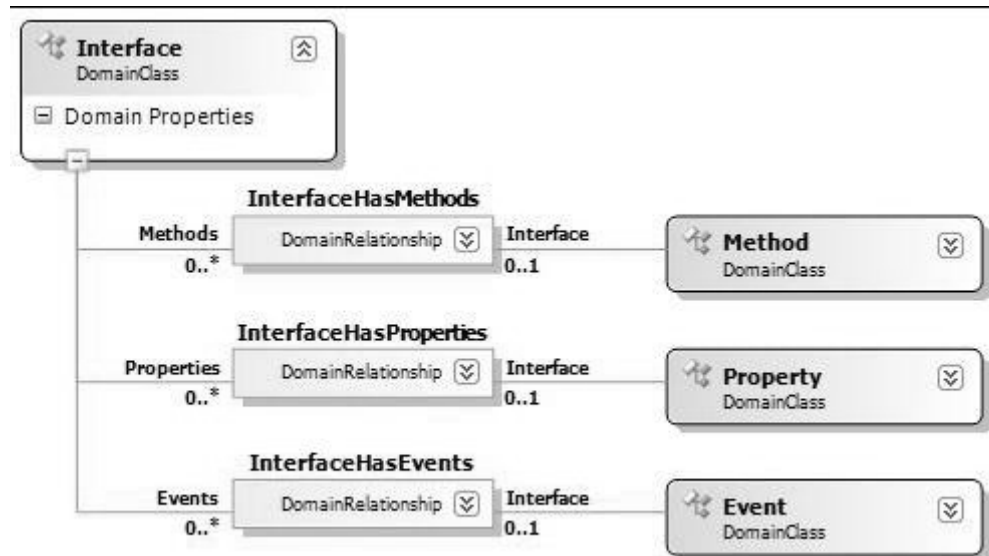 Interface
DomainClass
Domain Properties
InterfaceHasMethods
Methods DomainRelationship Interface Method
0..* 0..1 DomainClass
InterfaceHasProperties
Properties DomainRelationship Interface Property
0..* 0..1 DomainClass
InterfaceHasEvents
Events DomainRelationship Interface Event
0..* 0..1 DomainClass